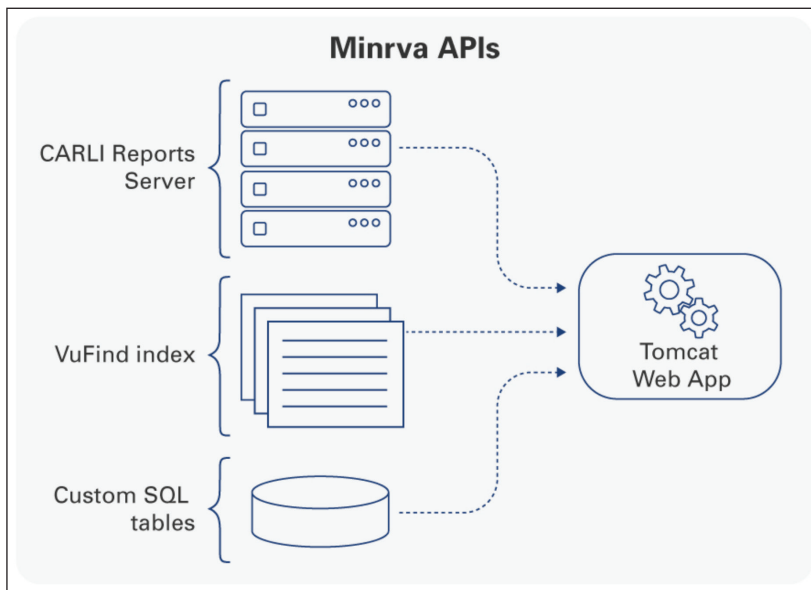 Minrva APIs
CARLI Reports
Server
VuFind index
Custom SQL
tables
Tomcat
Web App